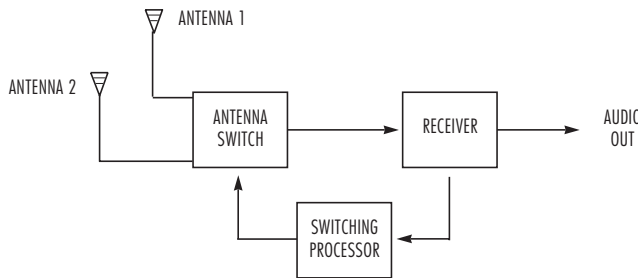 ANTENNA 1
ANTENNA 2
ANTENNA
SWITCH
RECEIVER
AUDIO
OUT
SWITCHING
PROCESSOR